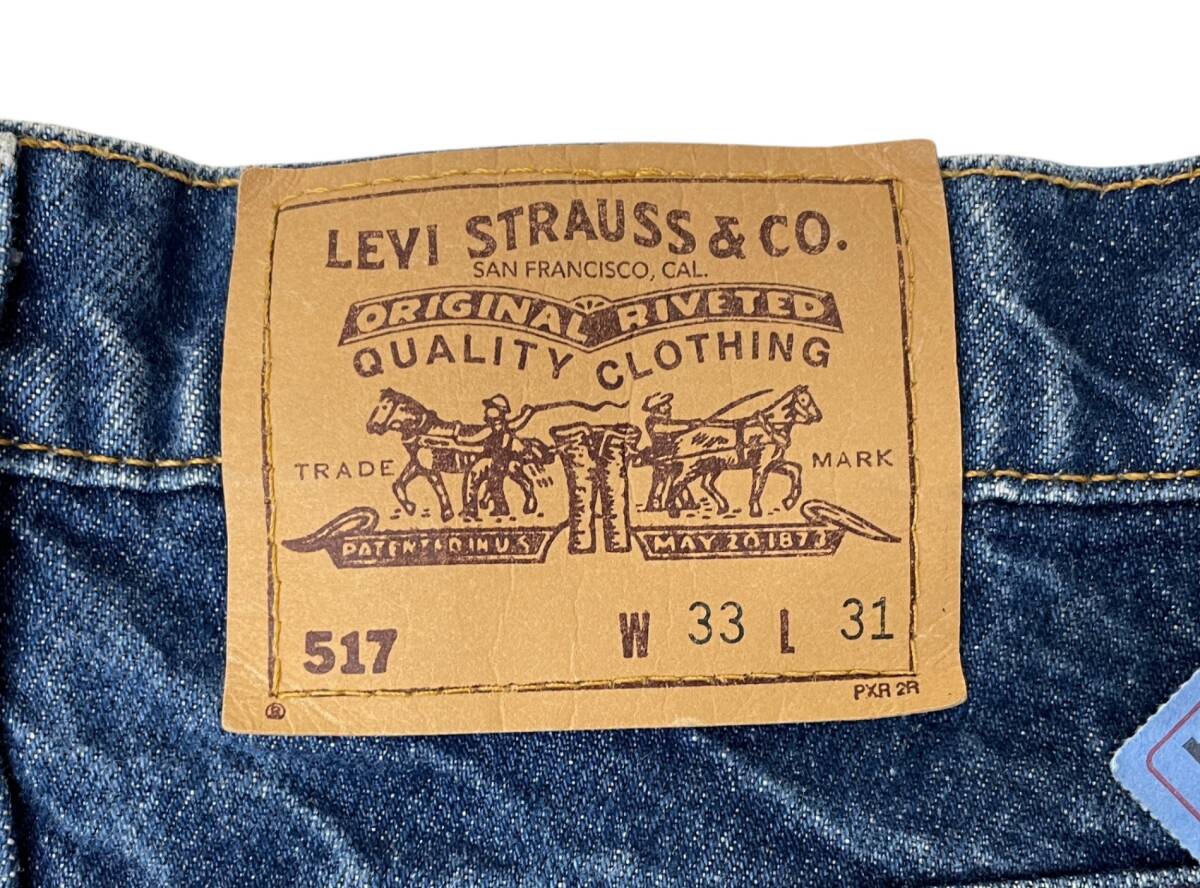 LEVI STRAUSS & CO.
SAN FRANCISCO, CAL.
ORIGINAL RIVETED
QUALITY CLOTHING
TRADE MARK
PATENTED IN U.S. MAY 20 1873
517 W 33 L 31
® PXR 2R